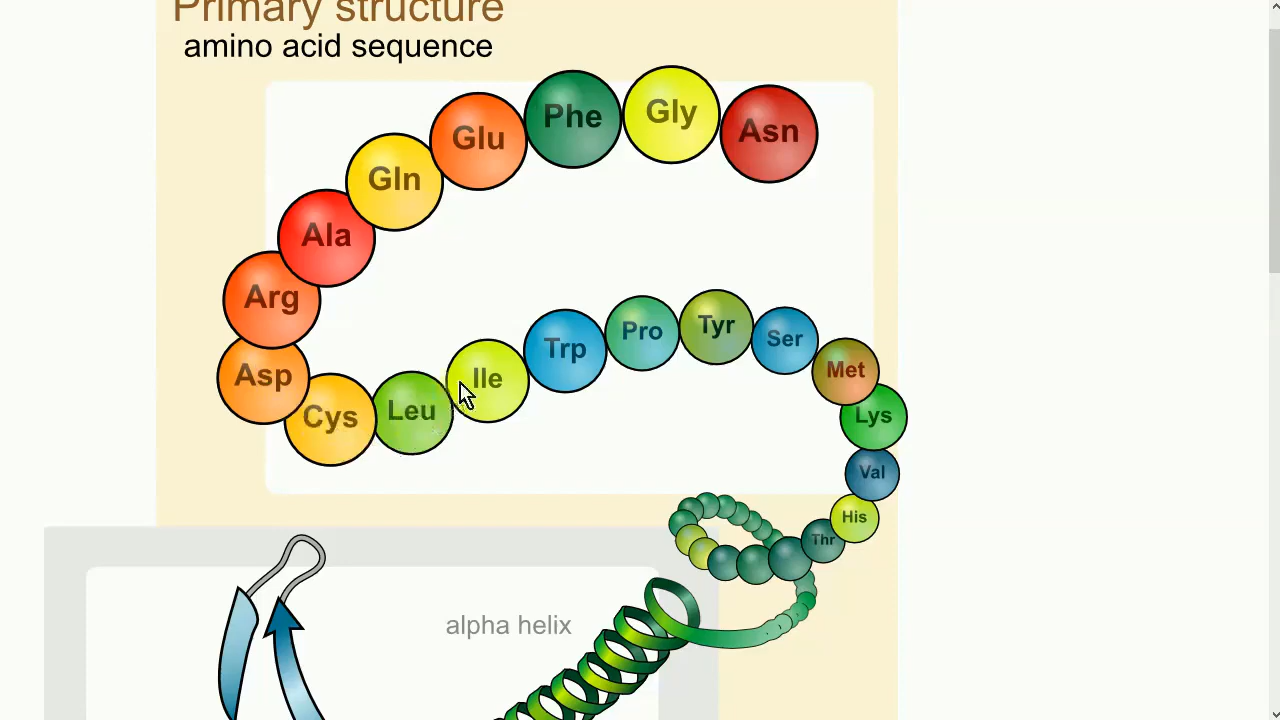 Primary structure
amino acid sequence
Asn
Gly
Phe
Glu
Gln
Ala
Arg
Asp
Cys
Leu
Ile
Trp
Pro
Tyr
Ser
Met
Lys
Val
His
Thr
alpha helix